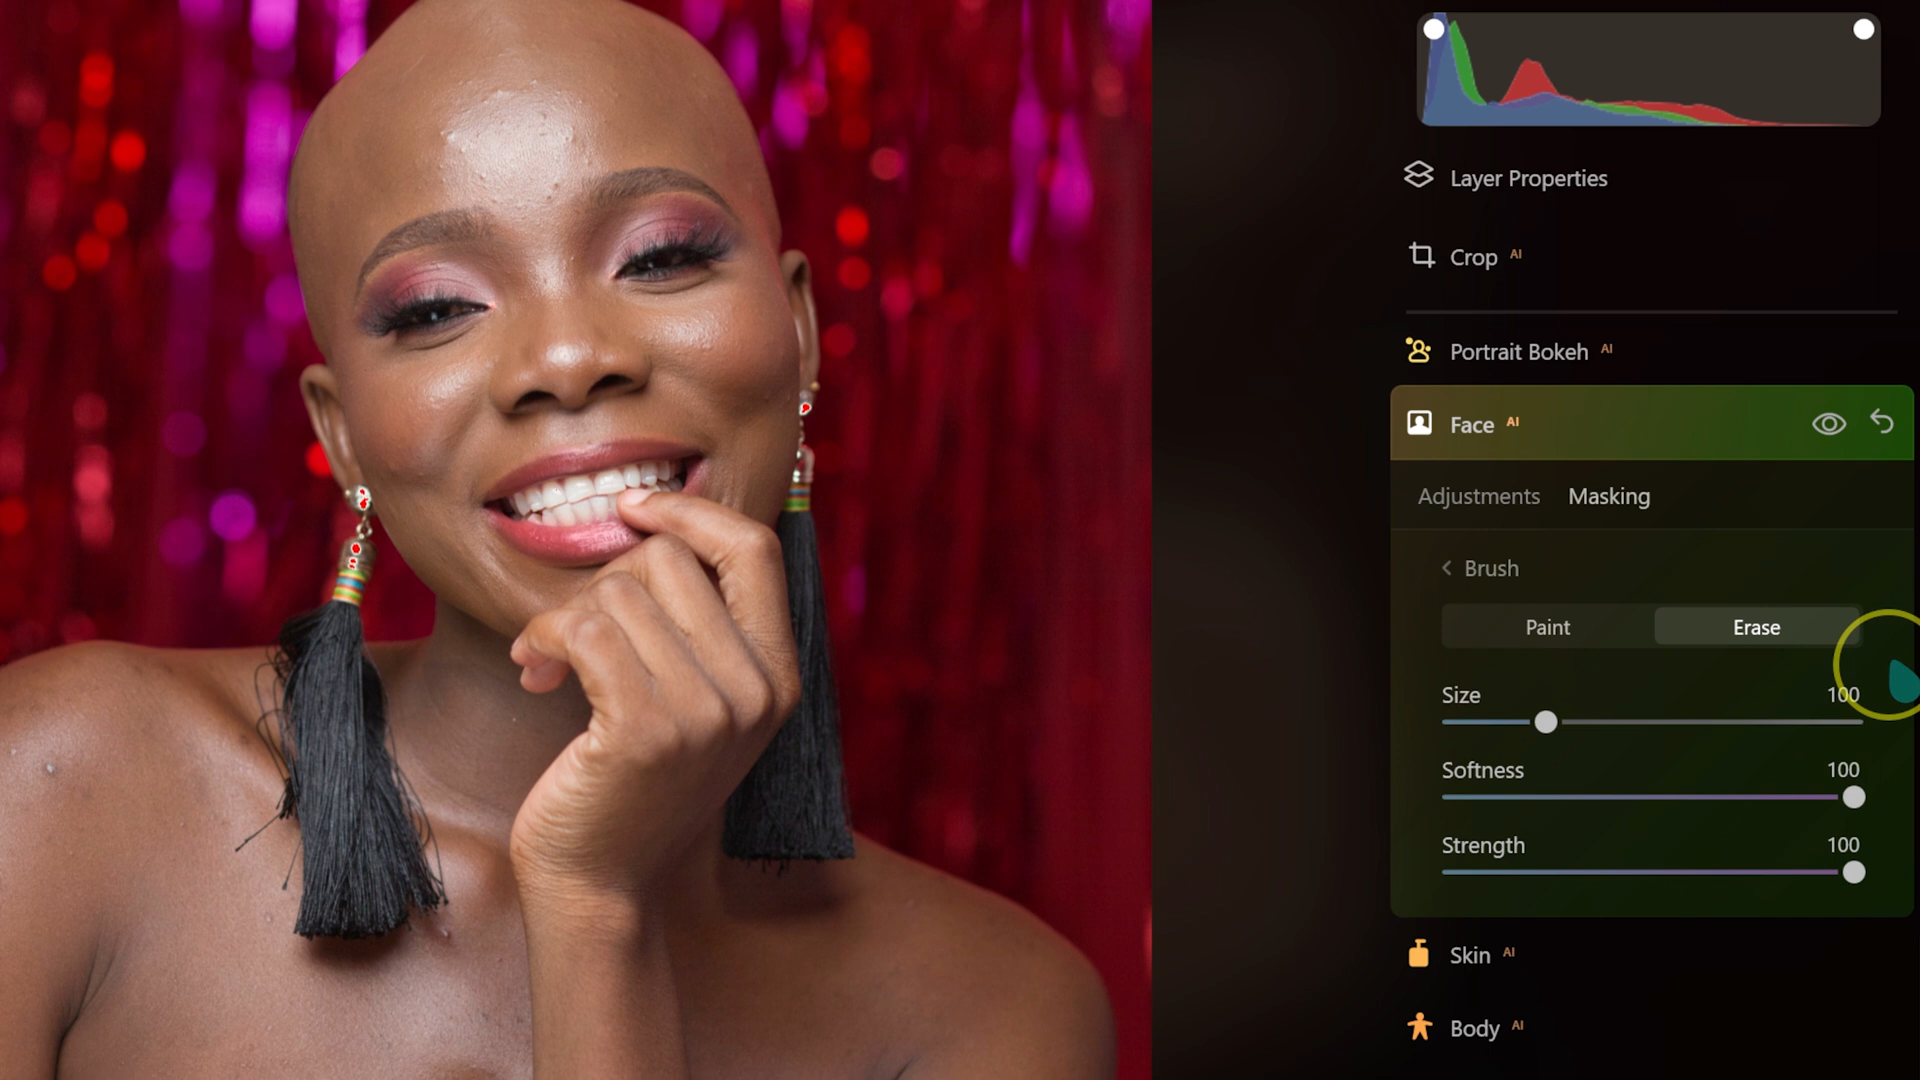 Layer Properties
Crop AI
Portrait Bokeh AI
Face AI
Adjustments Masking
Brush
Paint Erase
Size 100
Softness 100
Strength 100
Skin AI
Body AI